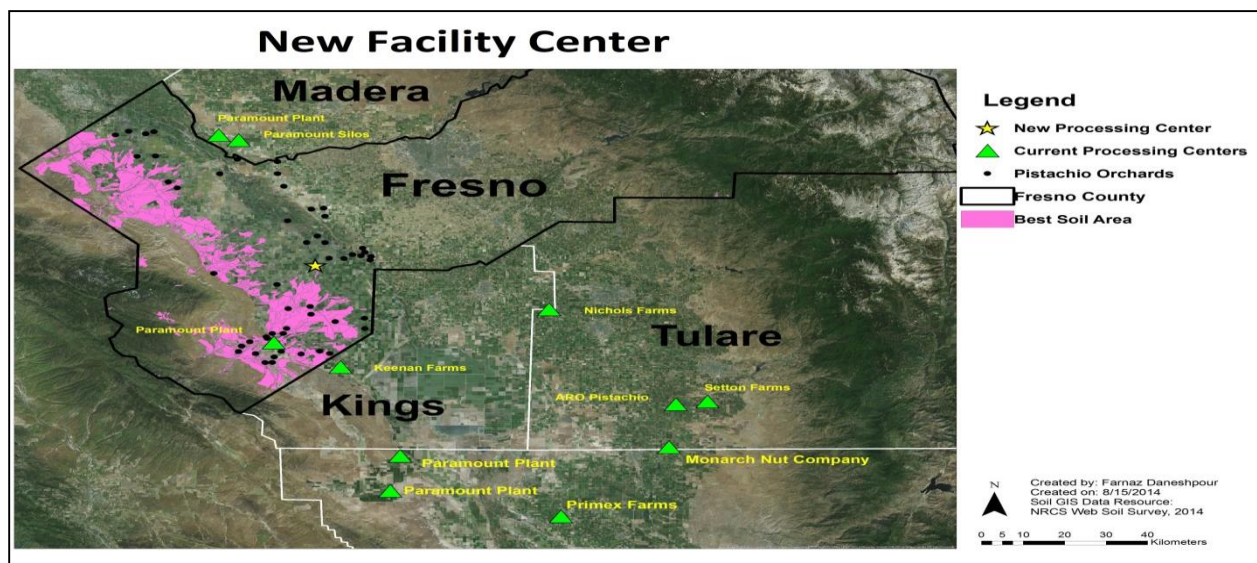 New Facility Center
Madera
Paramount Plant
Paramount Silos
Fresno
Paramount Plant
Nichols Farms
Tulare
Keenan Farms
Setton Farms
ARO Pistachio
Kings
Paramount Plant
Monarch Nut Company
Paramount Plant
Primex Farms
Legend
New Processing Center
Current Processing Centers
Pistachio Orchards
Fresno County
Best Soil Area
N
Created by: Farnaz Daneshpour
Created on: 8/15/2014
Soil GIS Data Resource:
NRCS Web Soil Survey, 2014
0 5 10 20 30 40
Kilometers